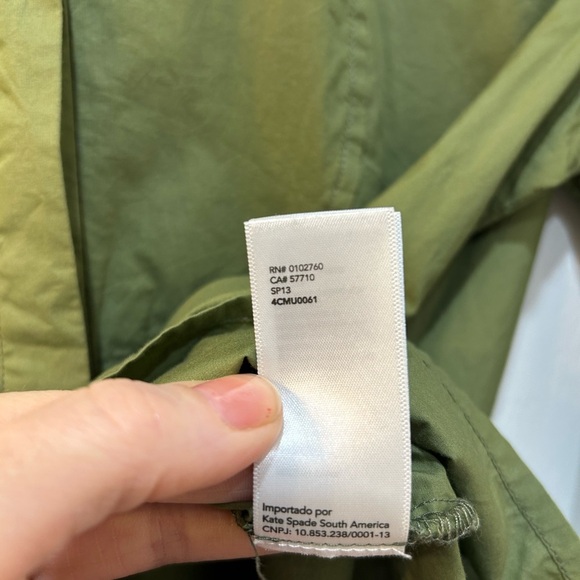 RN# 0102760
CA# 57710
SP13
4CMU0061
Importado por
Kate Spade South America
CNPJ: 10.853.238/0001-13